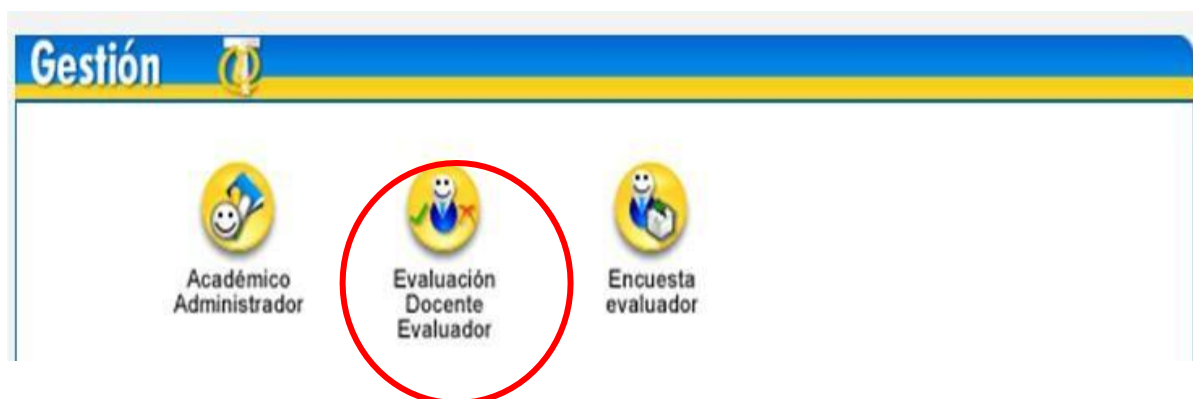 Gestión
Académico
Administrador
Evaluación
Docente
Evaluador
Encuesta
evaluador